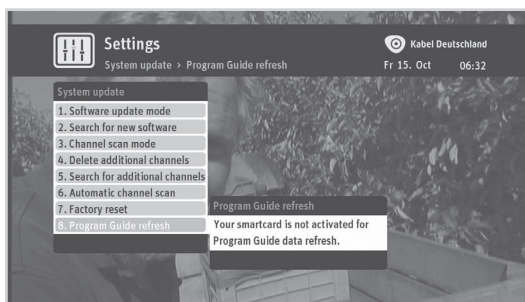 Settings
Kabel Deutschland
System update > Program Guide refresh
Fr 15. Oct 06:32
System update
1. Software update mode
2. Search for new software
3. Channel scan mode
4. Delete additional channels
5. Search for additional channels
6. Automatic channel scan
7. Factory reset
8. Program Guide refresh
Program Guide refresh
Your smartcard is not activated for
Program Guide data refresh.